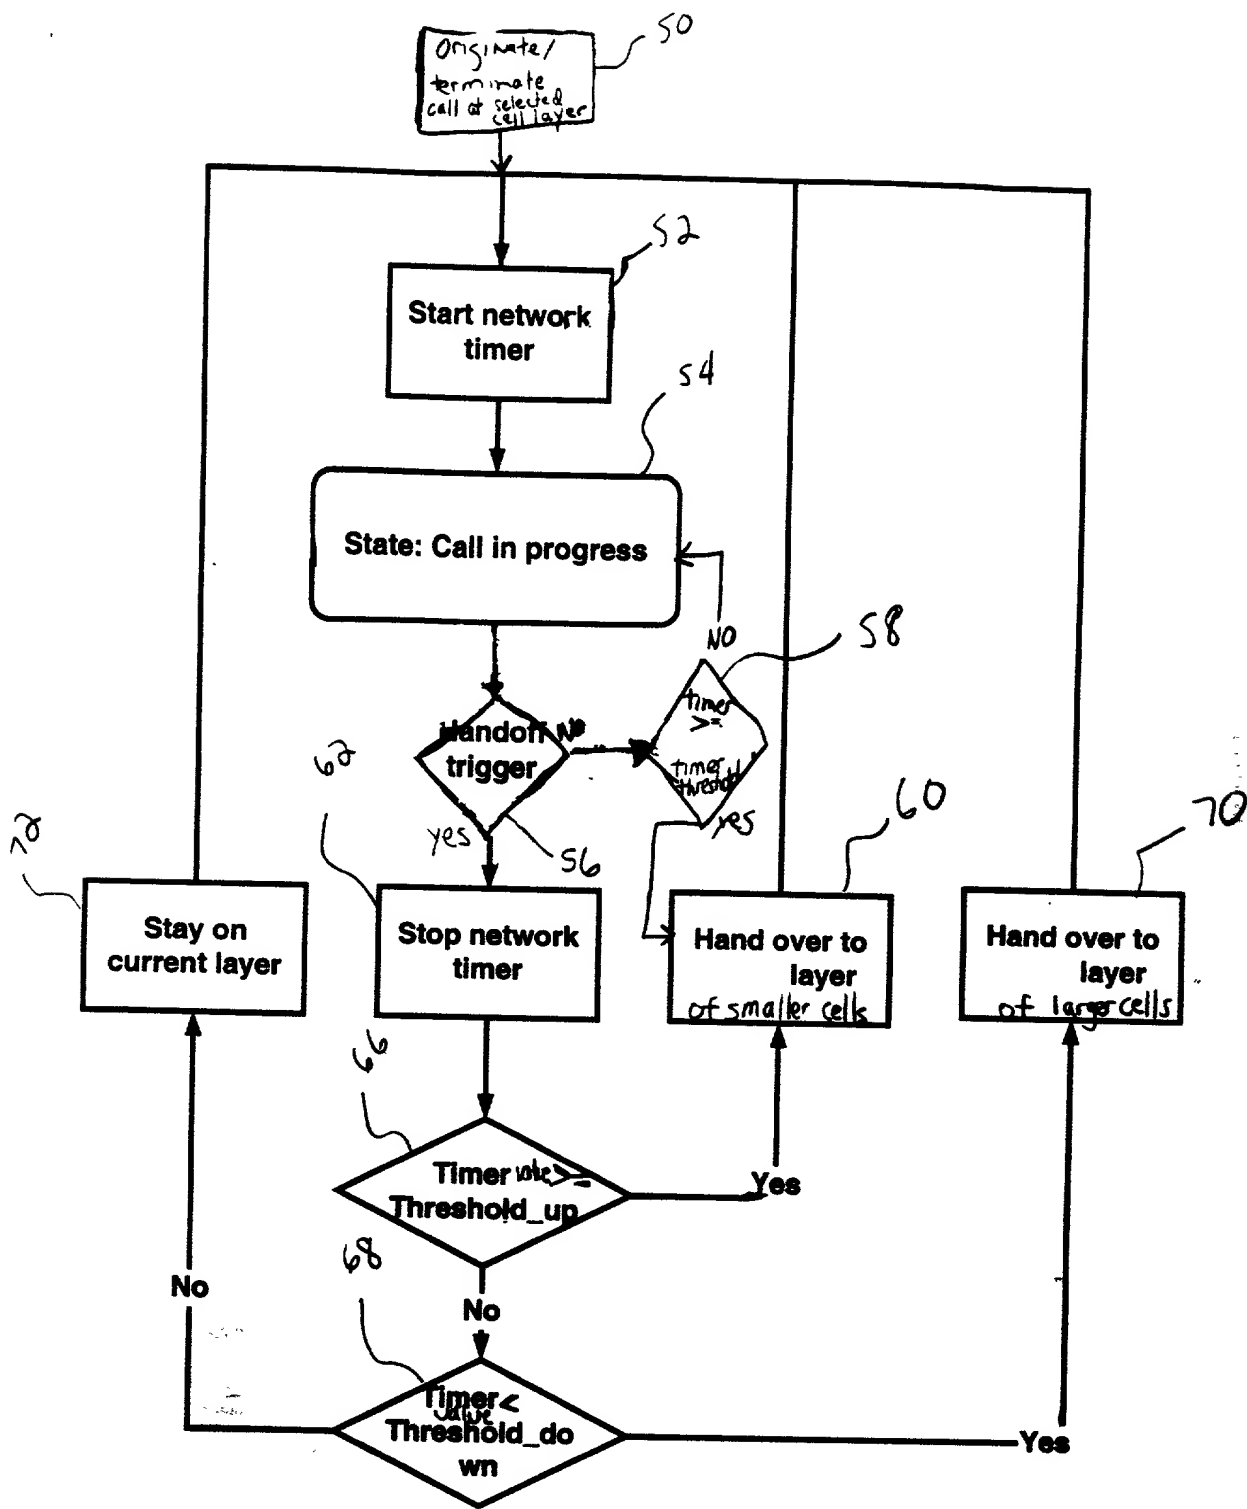 50
Originate/
terminate
call at selected
cell layer
52
Start network
timer
54
State: Call in progress
NO
58
timer
>=
timer
threshold
Handoff No
trigger
yes
56
yes
62
60
70
72
Stay on
current layer
Stop network
timer
Hand over to
layer
of smaller cells
Hand over to
layer
of larger cells
66
Timer value >=
Threshold_up
Yes
68
No
No
Timer <
value
Threshold_do
wn
Yes